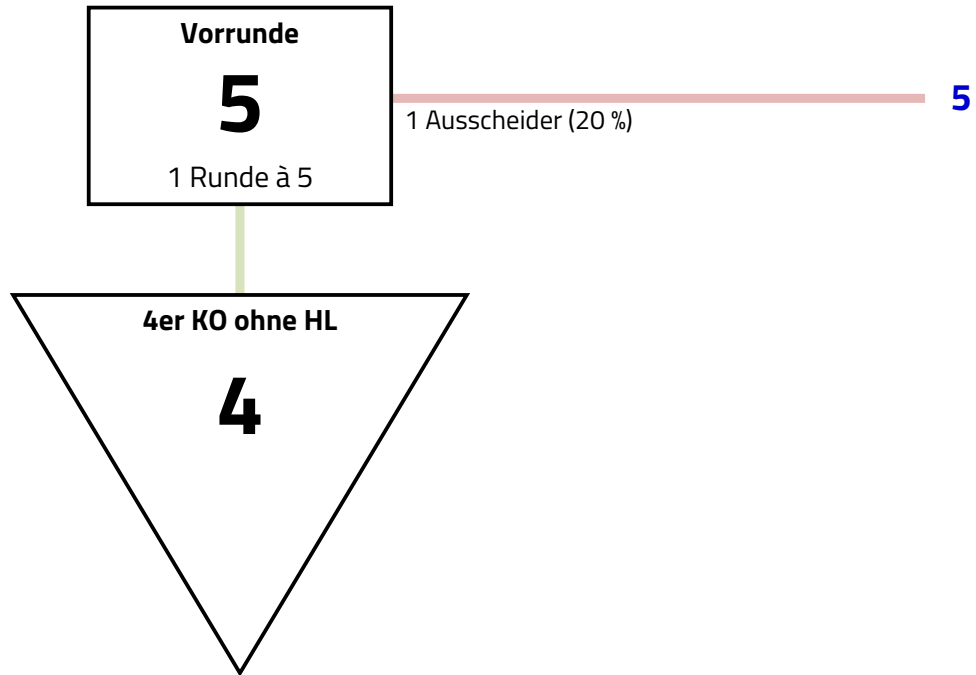 Vorrunde
5
1 Runde à 5
1 Ausscheider (20 %)
5
4er KO ohne HL
4